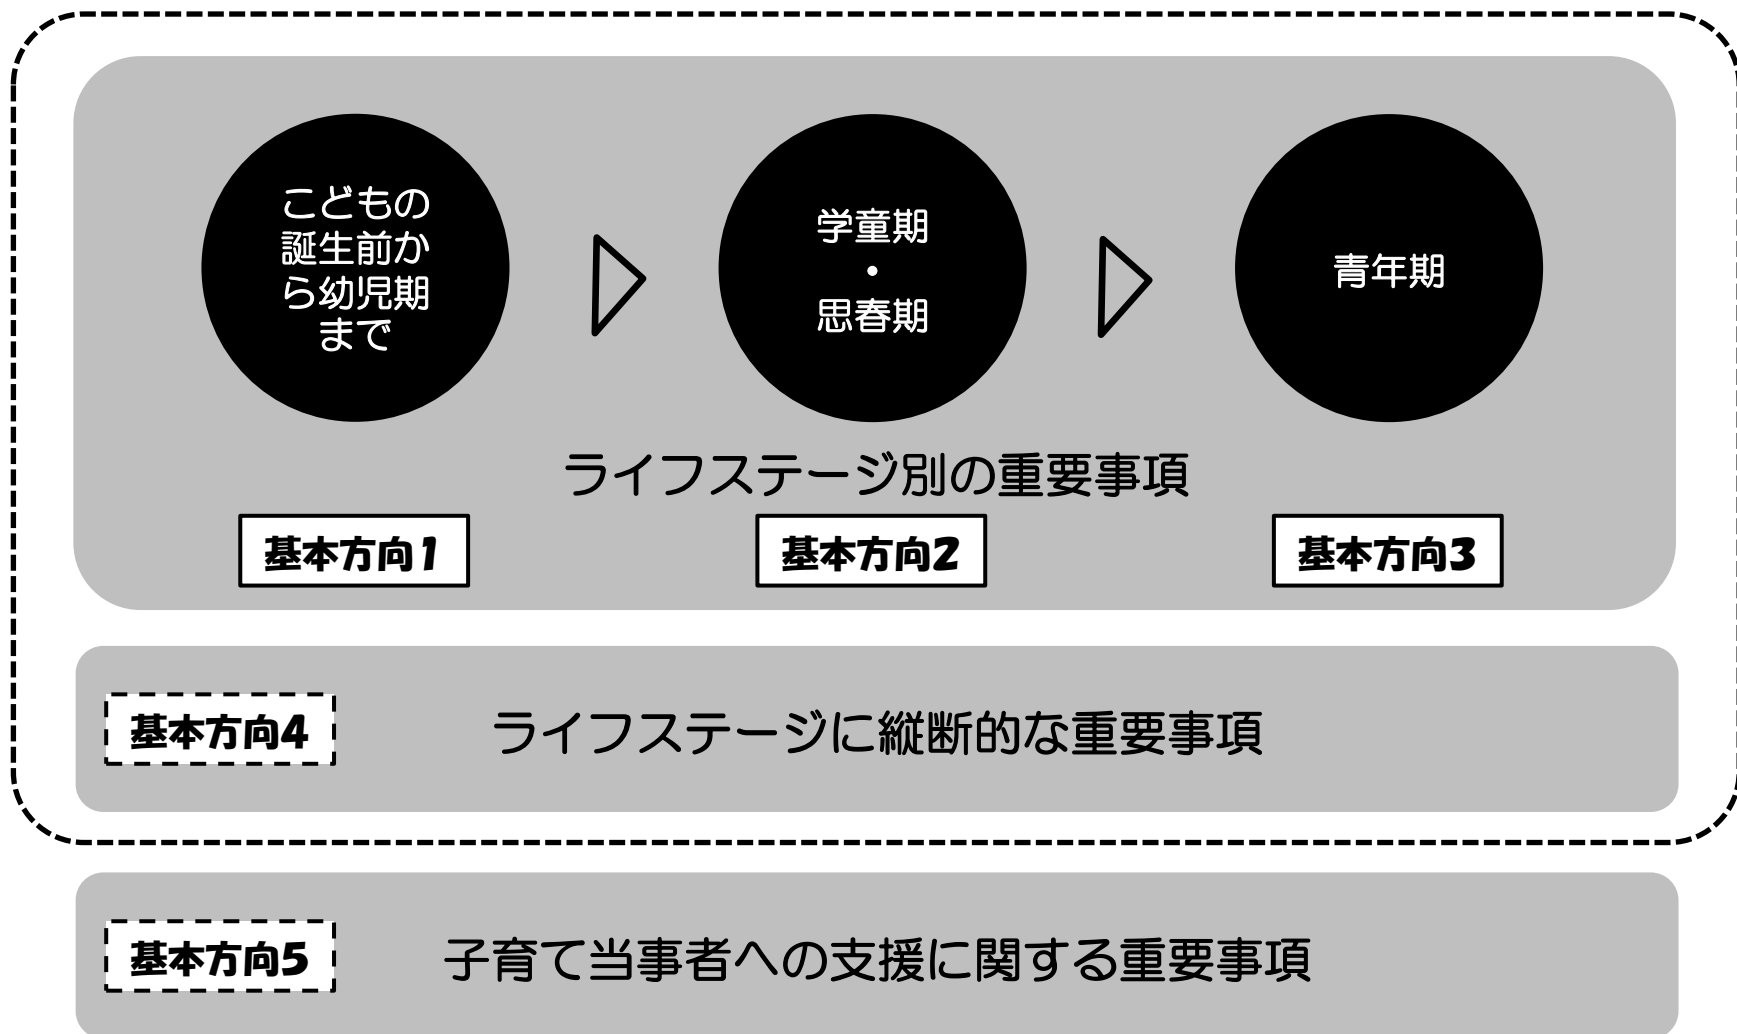 こどもの
誕生前か
ら幼児期
まで
学童期
・
思春期
青年期
ライフステージ別の重要事項
基本方向1
基本方向2
基本方向3
基本方向4
ライフステージに縦断的な重要事項
基本方向5
子育て当事者への支援に関する重要事項